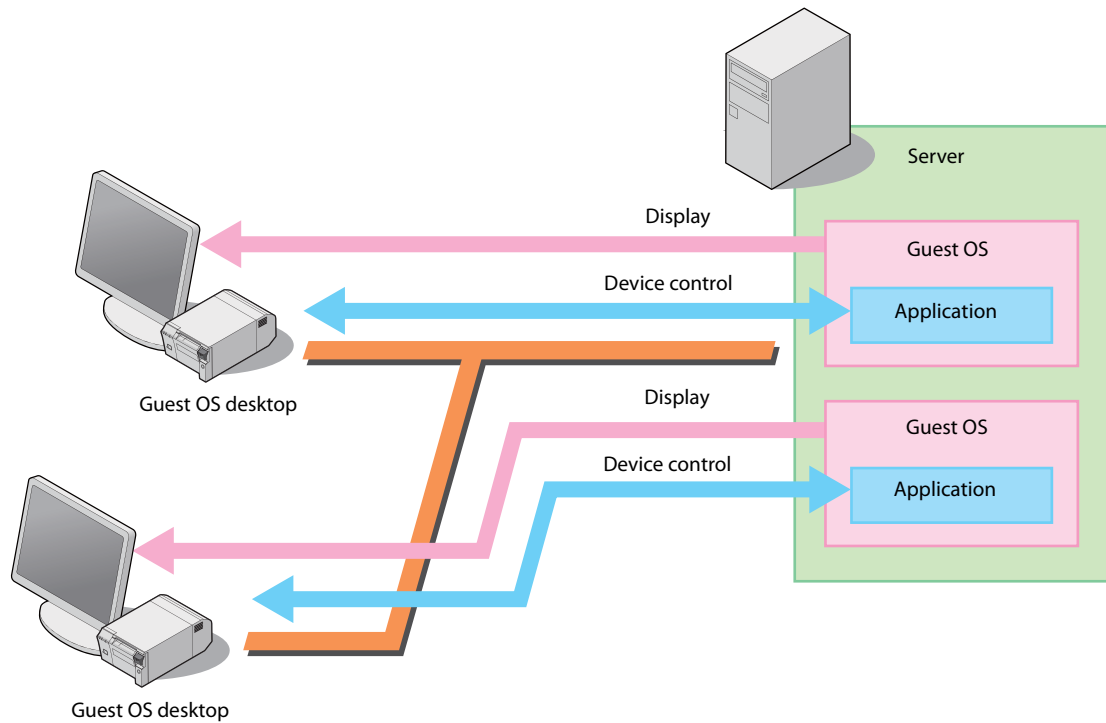 Server
Display
Guest OS
Device control
Application
Guest OS desktop
Display
Guest OS
Device control
Application
Guest OS desktop